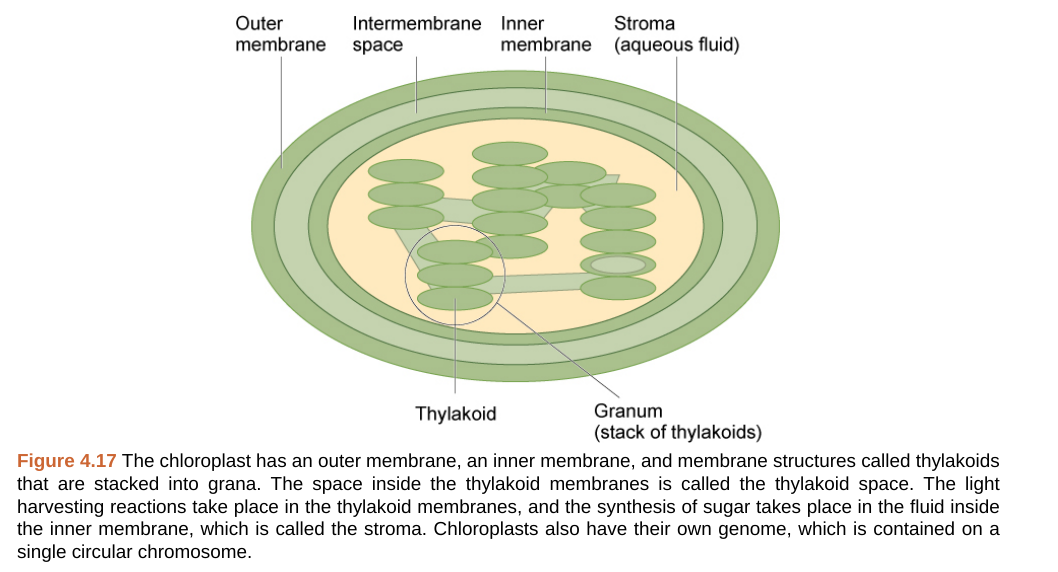 Outer
membrane
Intermembrane
space
Inner
membrane
Stroma
(aqueous fluid)
Thylakoid
Granum
(stack of thylakoids)
Figure 4.17 The chloroplast has an outer membrane, an inner membrane, and membrane structures called thylakoids
that are stacked into grana. The space inside the thylakoid membranes is called the thylakoid space. The light
harvesting reactions take place in the thylakoid membranes, and the synthesis of sugar takes place in the fluid inside
the inner membrane, which is called the stroma. Chloroplasts also have their own genome, which is contained on a
single circular chromosome.